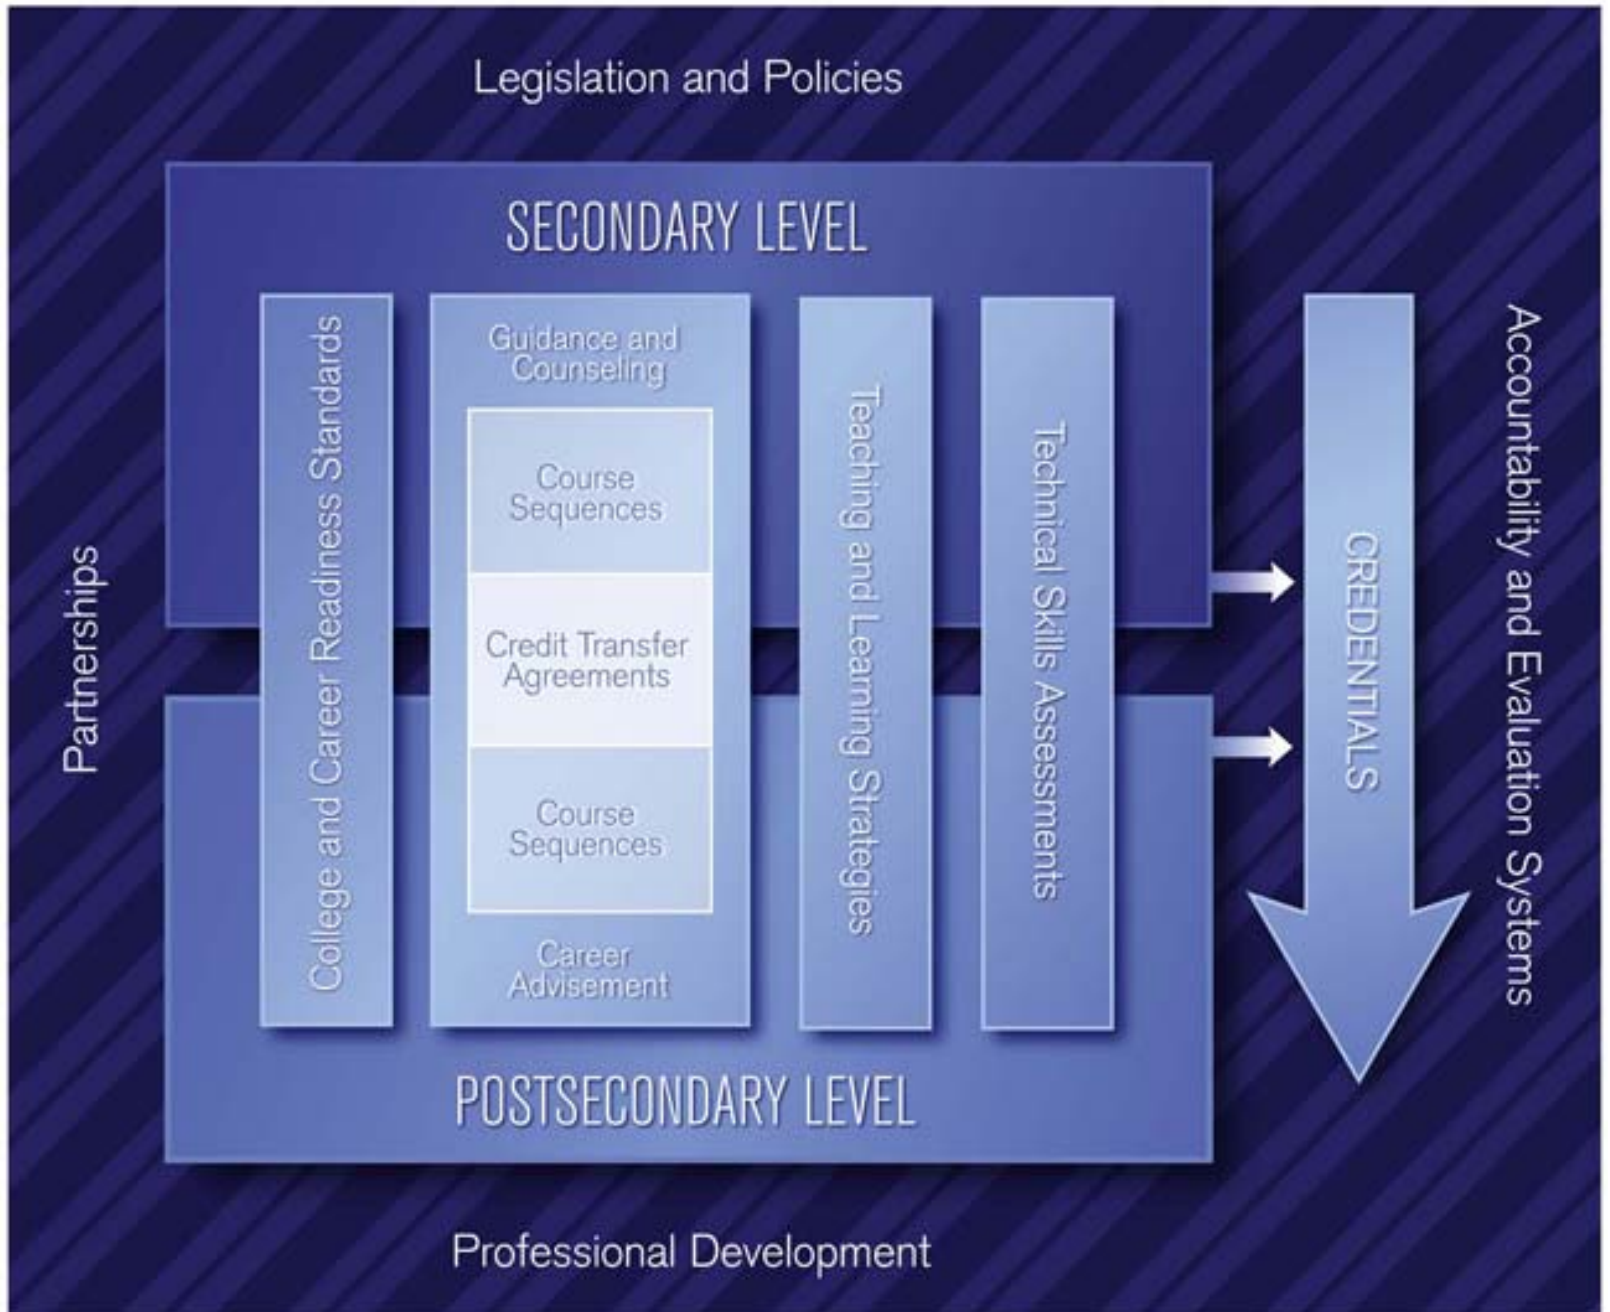 Legislation and Policies
SECONDARY LEVEL
Partnerships
College and Career Readiness Standards
Guidance and
Counseling
Course
Sequences
Credit Transfer
Agreements
Course
Sequences
Career
Advisement
Teaching and Learning Strategies
Technical Skills Assessments
CREDENTIALS
Accountability and Evaluation Systems
POSTSECONDARY LEVEL
Professional Development